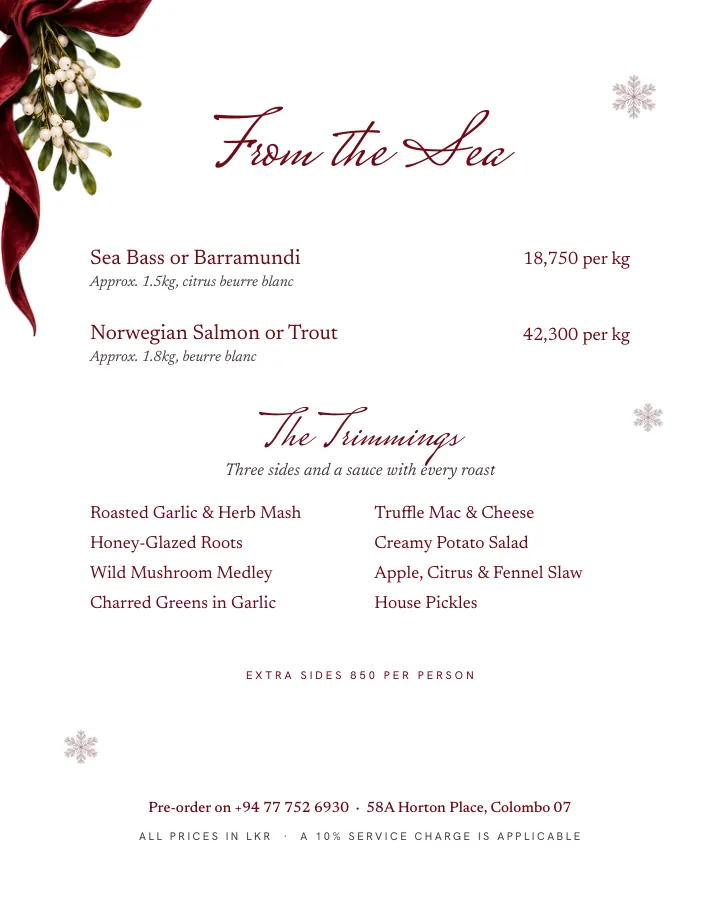 From the Sea
Sea Bass or Barramundi 18,750 per kg
Approx. 1.5kg, citrus beurre blanc
Norwegian Salmon or Trout 42,300 per kg
Approx. 1.8kg, beurre blanc
The Trimmings
Three sides and a sauce with every roast
Roasted Garlic & Herb Mash
Honey-Glazed Roots
Wild Mushroom Medley
Charred Greens in Garlic
Truffle Mac & Cheese
Creamy Potato Salad
Apple, Citrus & Fennel Slaw
House Pickles
EXTRA SIDES 850 PER PERSON
Pre-order on +94 77 752 6930 · 58A Horton Place, Colombo 07
ALL PRICES IN LKR · A 10% SERVICE CHARGE IS APPLICABLE